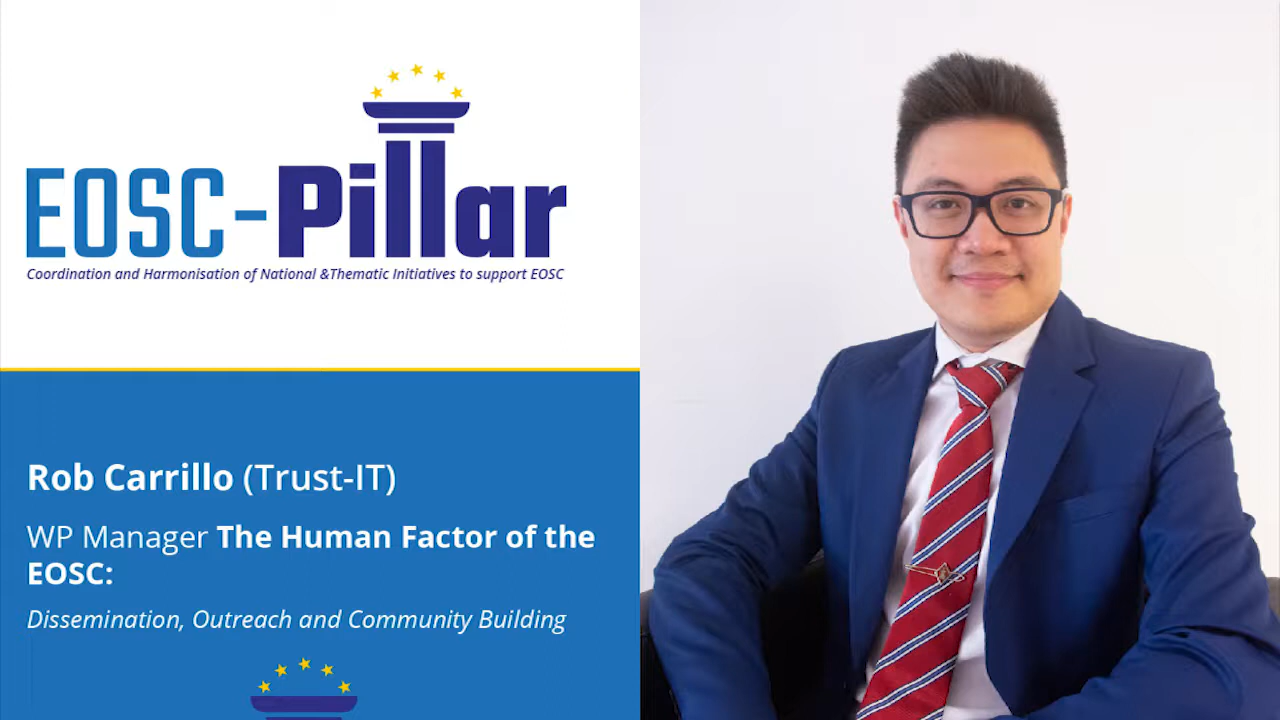 EOSC-Pillar
Coordination and Harmonisation of National &Thematic Initiatives to support EOSC
Rob Carrillo (Trust-IT)
WP Manager The Human Factor of the
EOSC:
Dissemination, Outreach and Community Building